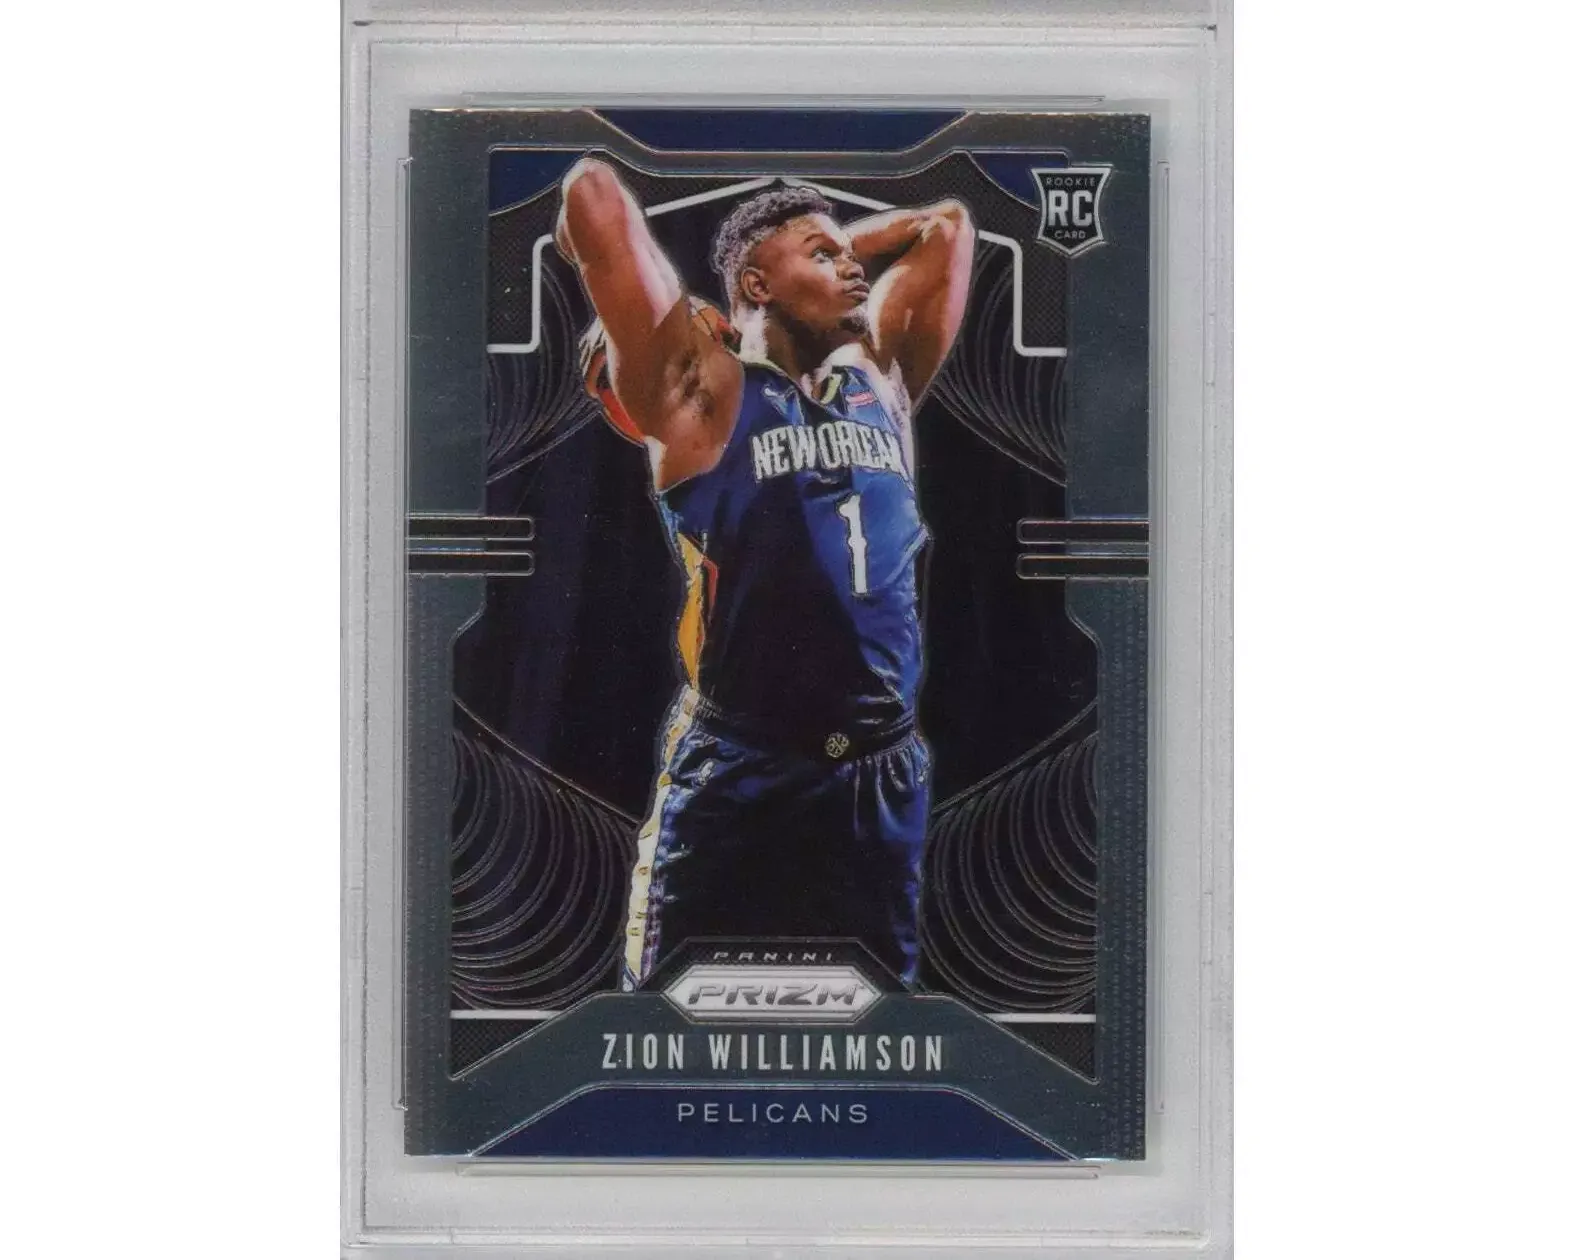 ROOKIE
RC
CARD
NEW ORLEAN
1
PANINI
PRIZM
ZION WILLIAMSON
PELICANS